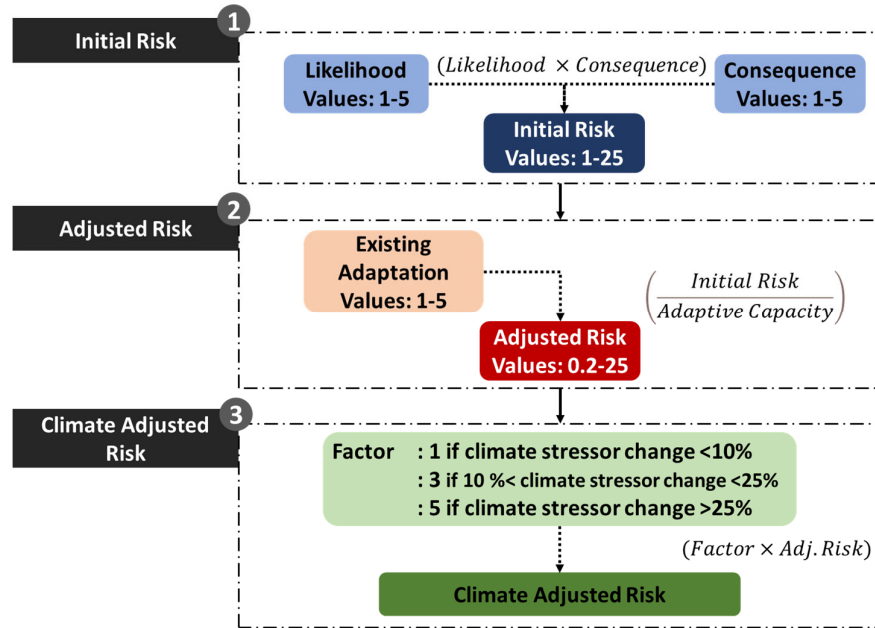 1
Initial Risk
Likelihood
Values: 1-5
(Likelihood × Consequence)
Consequence
Values: 1-5
Initial Risk
Values: 1-25
2
Adjusted Risk
Existing
Adaptation
Values: 1-5
(Initial Risk
Adaptive Capacity)
Adjusted Risk
Values: 0.2-25
3
Climate Adjusted
Risk
Factor : 1 if climate stressor change <10%
: 3 if 10 %< climate stressor change <25%
: 5 if climate stressor change >25%
(Factor × Adj. Risk)
Climate Adjusted Risk